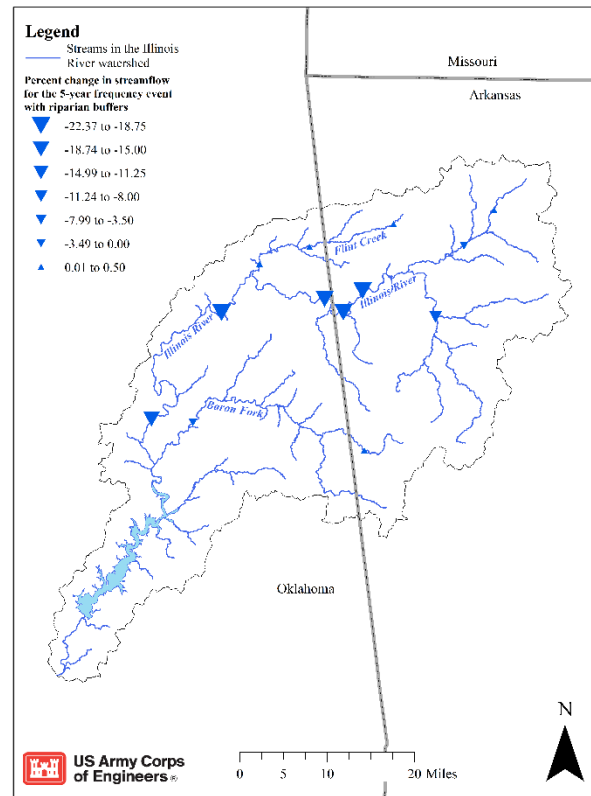 Legend
Streams in the Illinois
River watershed
Percent change in streamflow
for the 5-year frequency event
with riparian buffers
-22.37 to -18.75
-18.74 to -15.00
-14.99 to -11.25
-11.24 to -8.00
-7.99 to -3.50
-3.49 to 0.00
0.01 to 0.50
Missouri
Arkansas
Flint Creek
Illinois River
Illinois River
Baron Fork
Oklahoma
N
US Army Corps
of Engineers ®
0 5 10 20 Miles